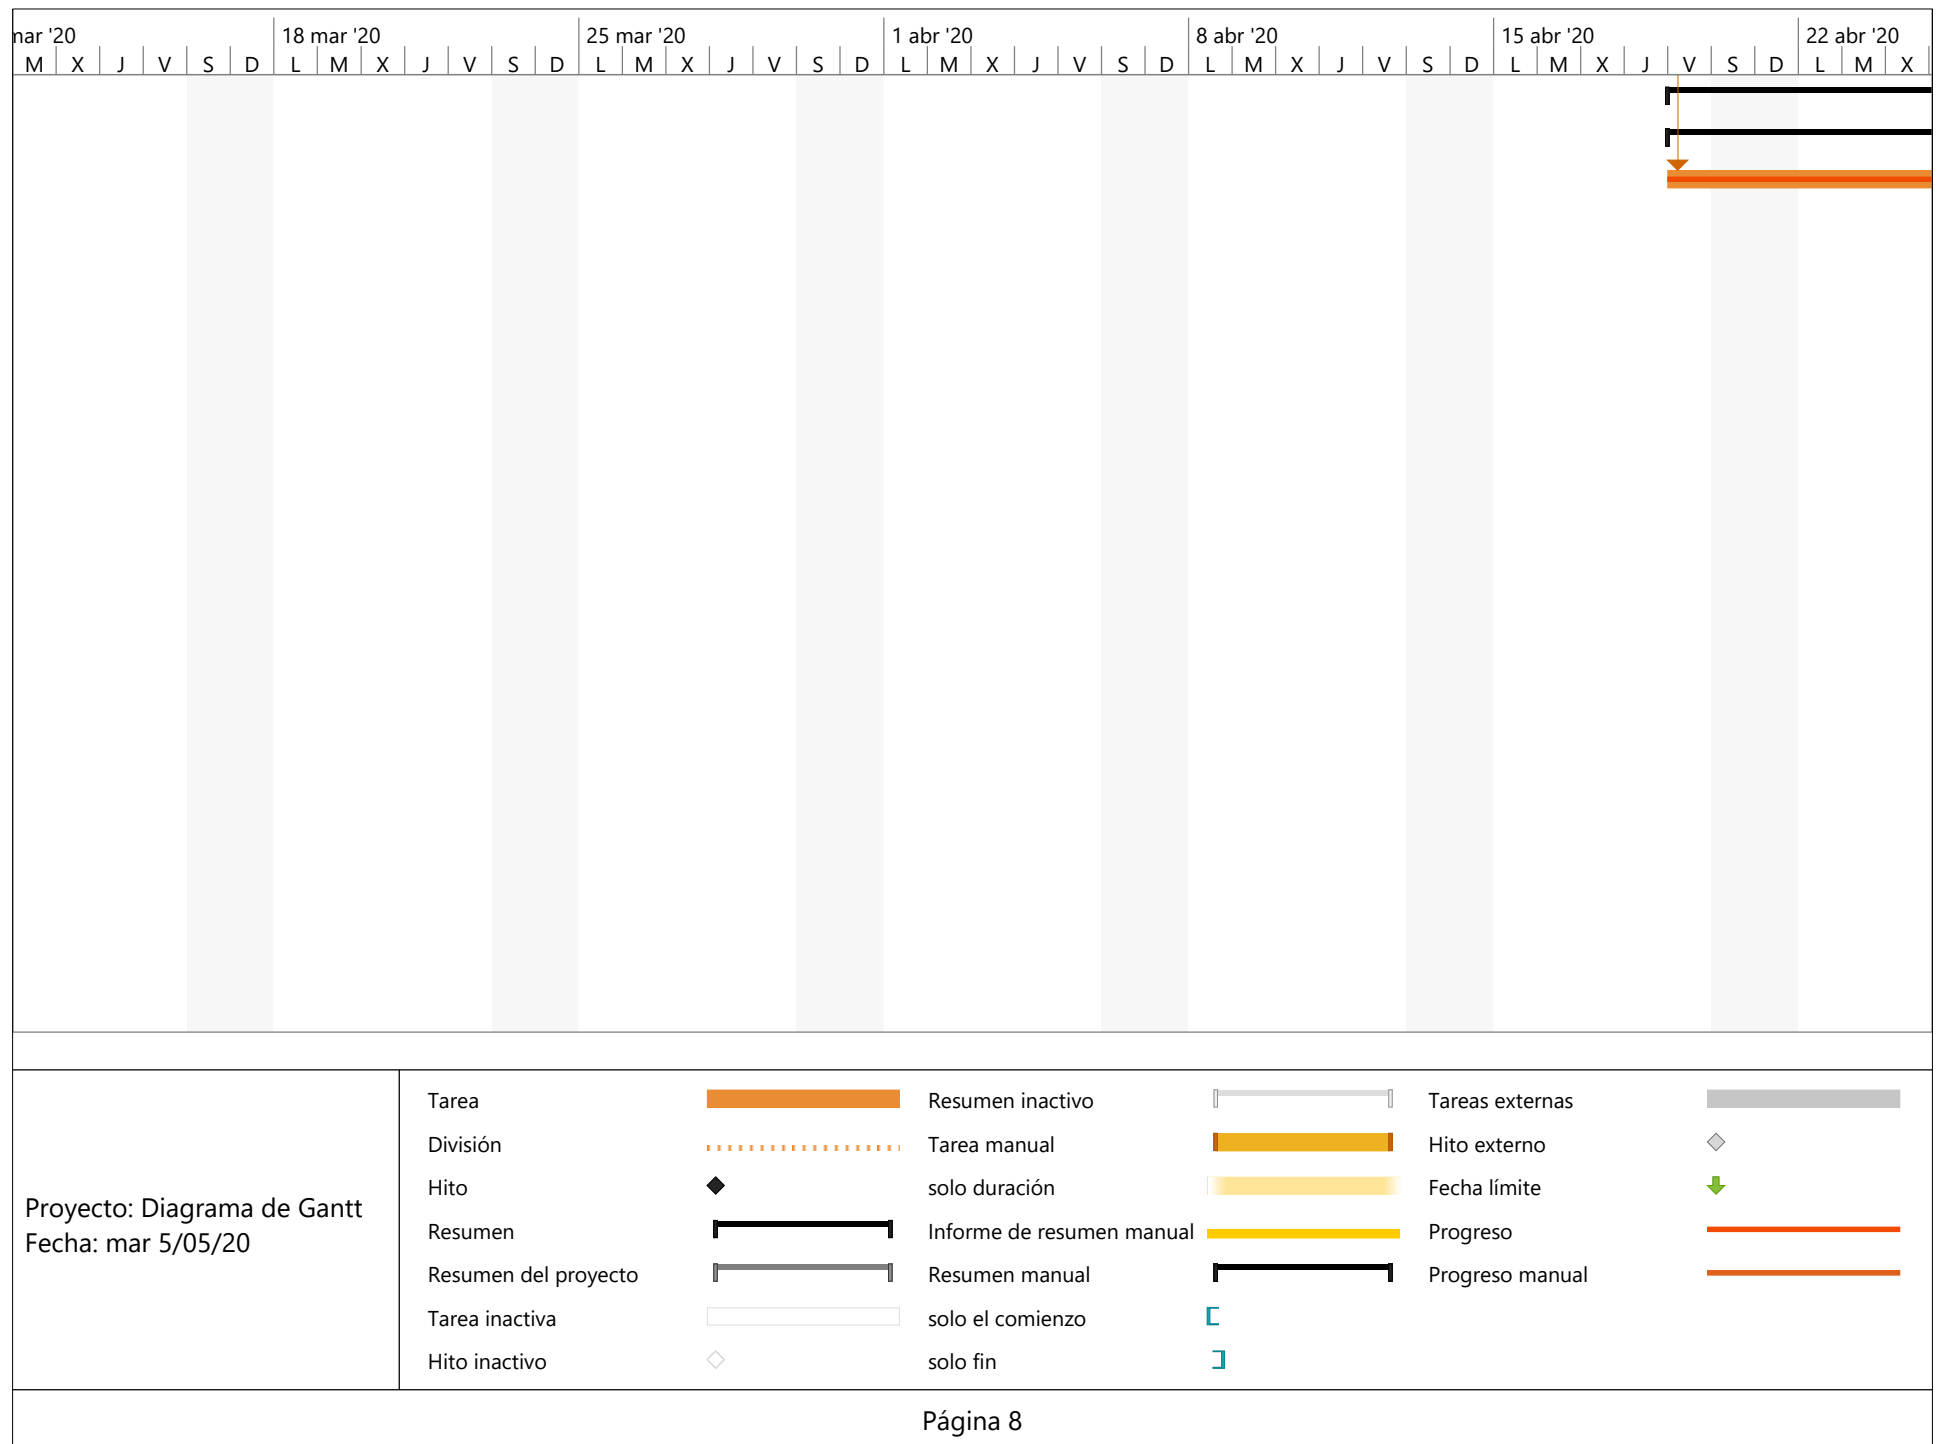 mar '20 18 mar '20 25 mar '20 1 abr '20 8 abr '20 15 abr '20 22 abr '20
M X J V S D L M X J V S D L M X J V S D L M X J V S D L M X J V S D L M X J V S D L M X
Tarea
División
Hito
Resumen
Resumen del proyecto
Tarea inactiva
Hito inactivo
Resumen inactivo
Tarea manual
solo duración
Informe de resumen manual
Resumen manual
solo el comienzo
solo fin
Tareas externas
Hito externo
Fecha límite
Progreso
Progreso manual
Proyecto: Diagrama de Gantt
Fecha: mar 5/05/20
Página 8